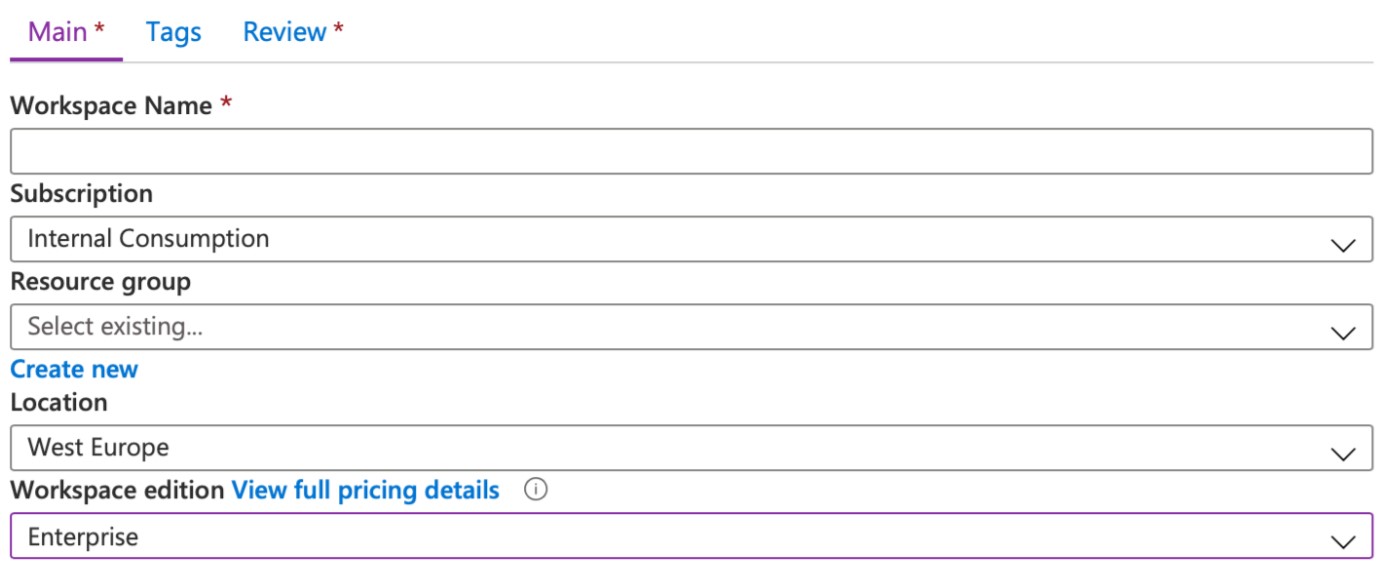 Main * Tags Review *
Workspace Name *
Subscription
Internal Consumption
Resource group
Select existing...
Create new
Location
West Europe
Workspace edition View full pricing details ⓘ
Enterprise